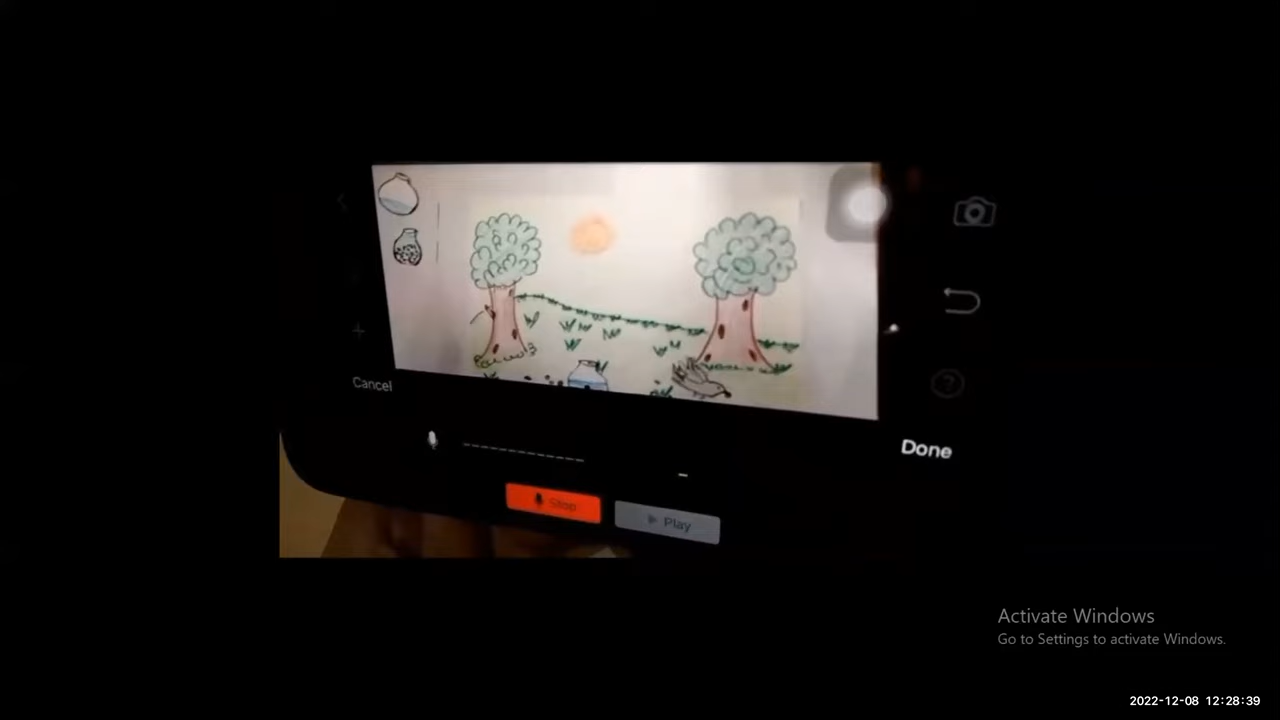 Cancel
Done
Stop
Play
Activate Windows
Go to Settings to activate Windows.
2022-12-08 12:28:39